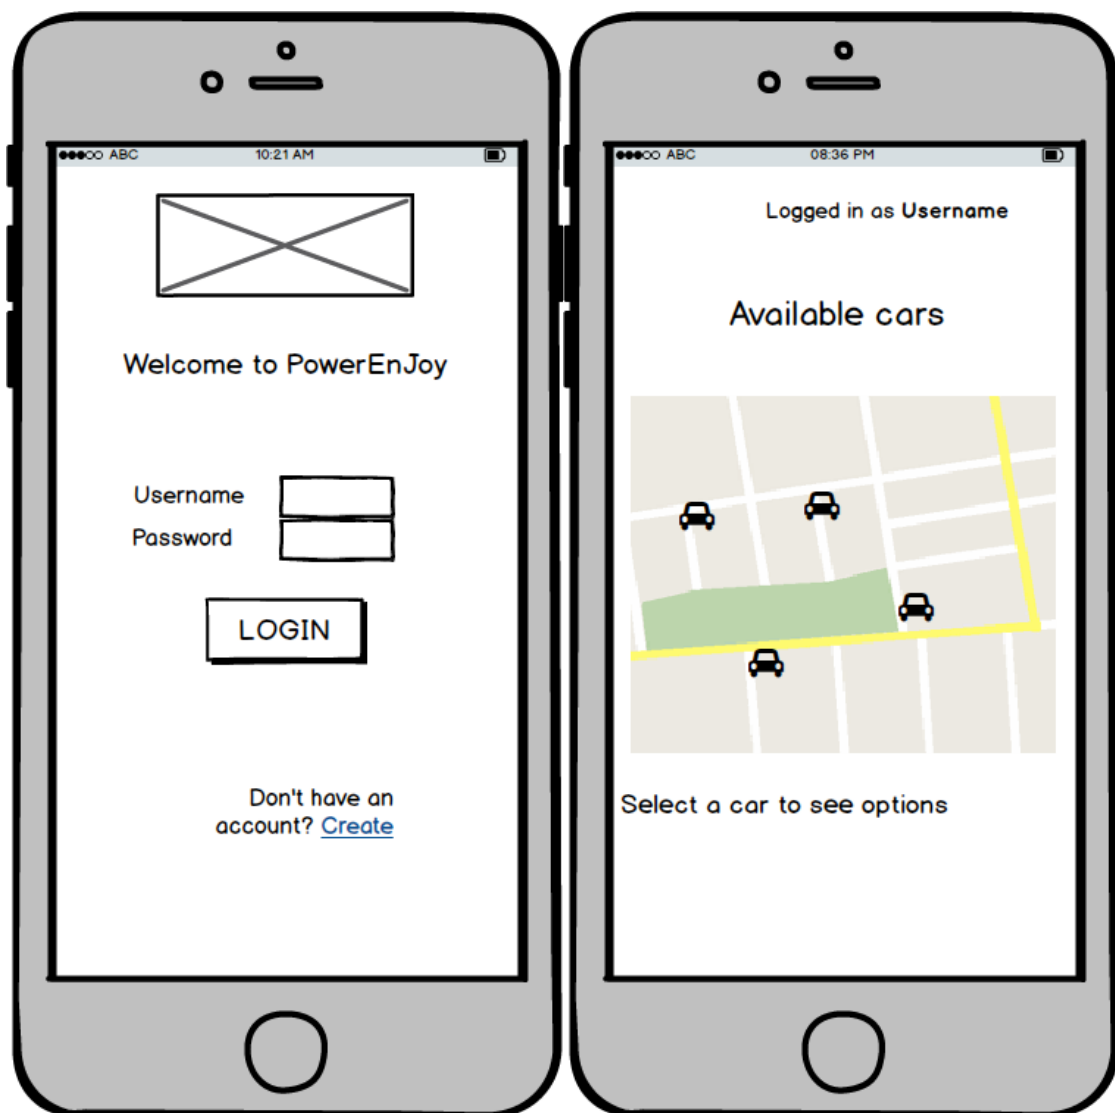 ABC 10:21 AM
Welcome to PowerEnJoy
Username
Password
LOGIN
Don't have an
account? Create
ABC 08:36 PM
Logged in as Username
Available cars
Select a car to see options